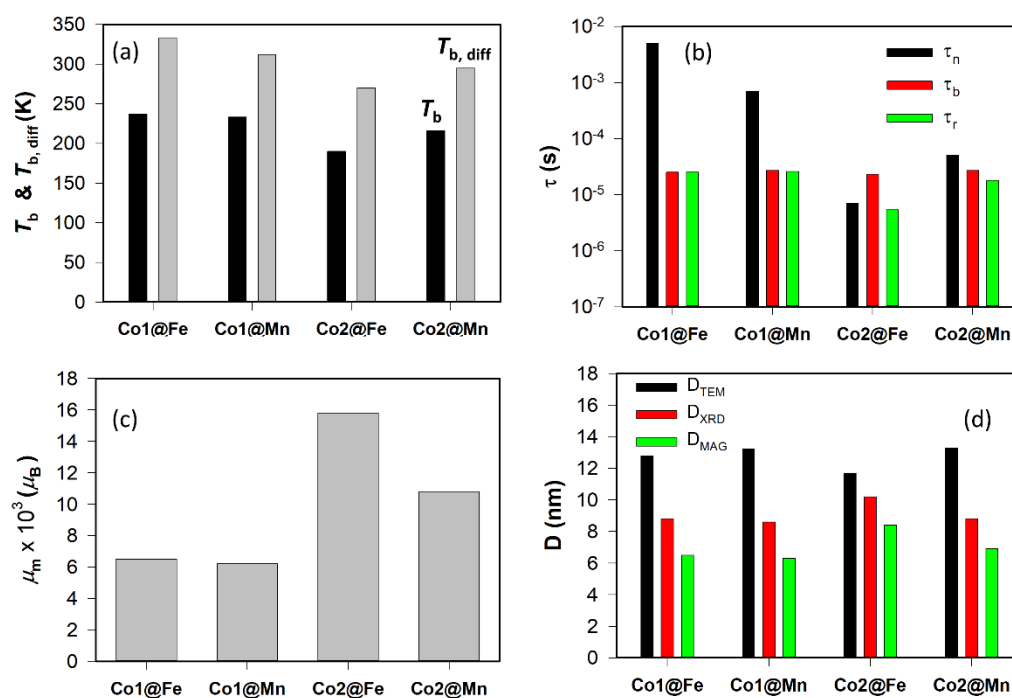 (a)
350
300
250
200
150
100
50
0
T_b & T_b, diff (K)
T_b, diff
T_b
Co1@Fe Co1@Mn Co2@Fe Co2@Mn
(b)
10^-2
10^-3
10^-4
10^-5
10^-6
10^-7
τ (s)
τ_n
τ_b
τ_r
Co1@Fe Co1@Mn Co2@Fe Co2@Mn
(c)
18
16
14
12
10
8
6
4
2
0
μ_m x 10^3 (μ_B)
Co1@Fe Co1@Mn Co2@Fe Co2@Mn
(d)
18
16
14
12
10
8
6
4
2
0
D (nm)
D_TEM
D_XRD
D_MAG
Co1@Fe Co1@Mn Co2@Fe Co2@Mn